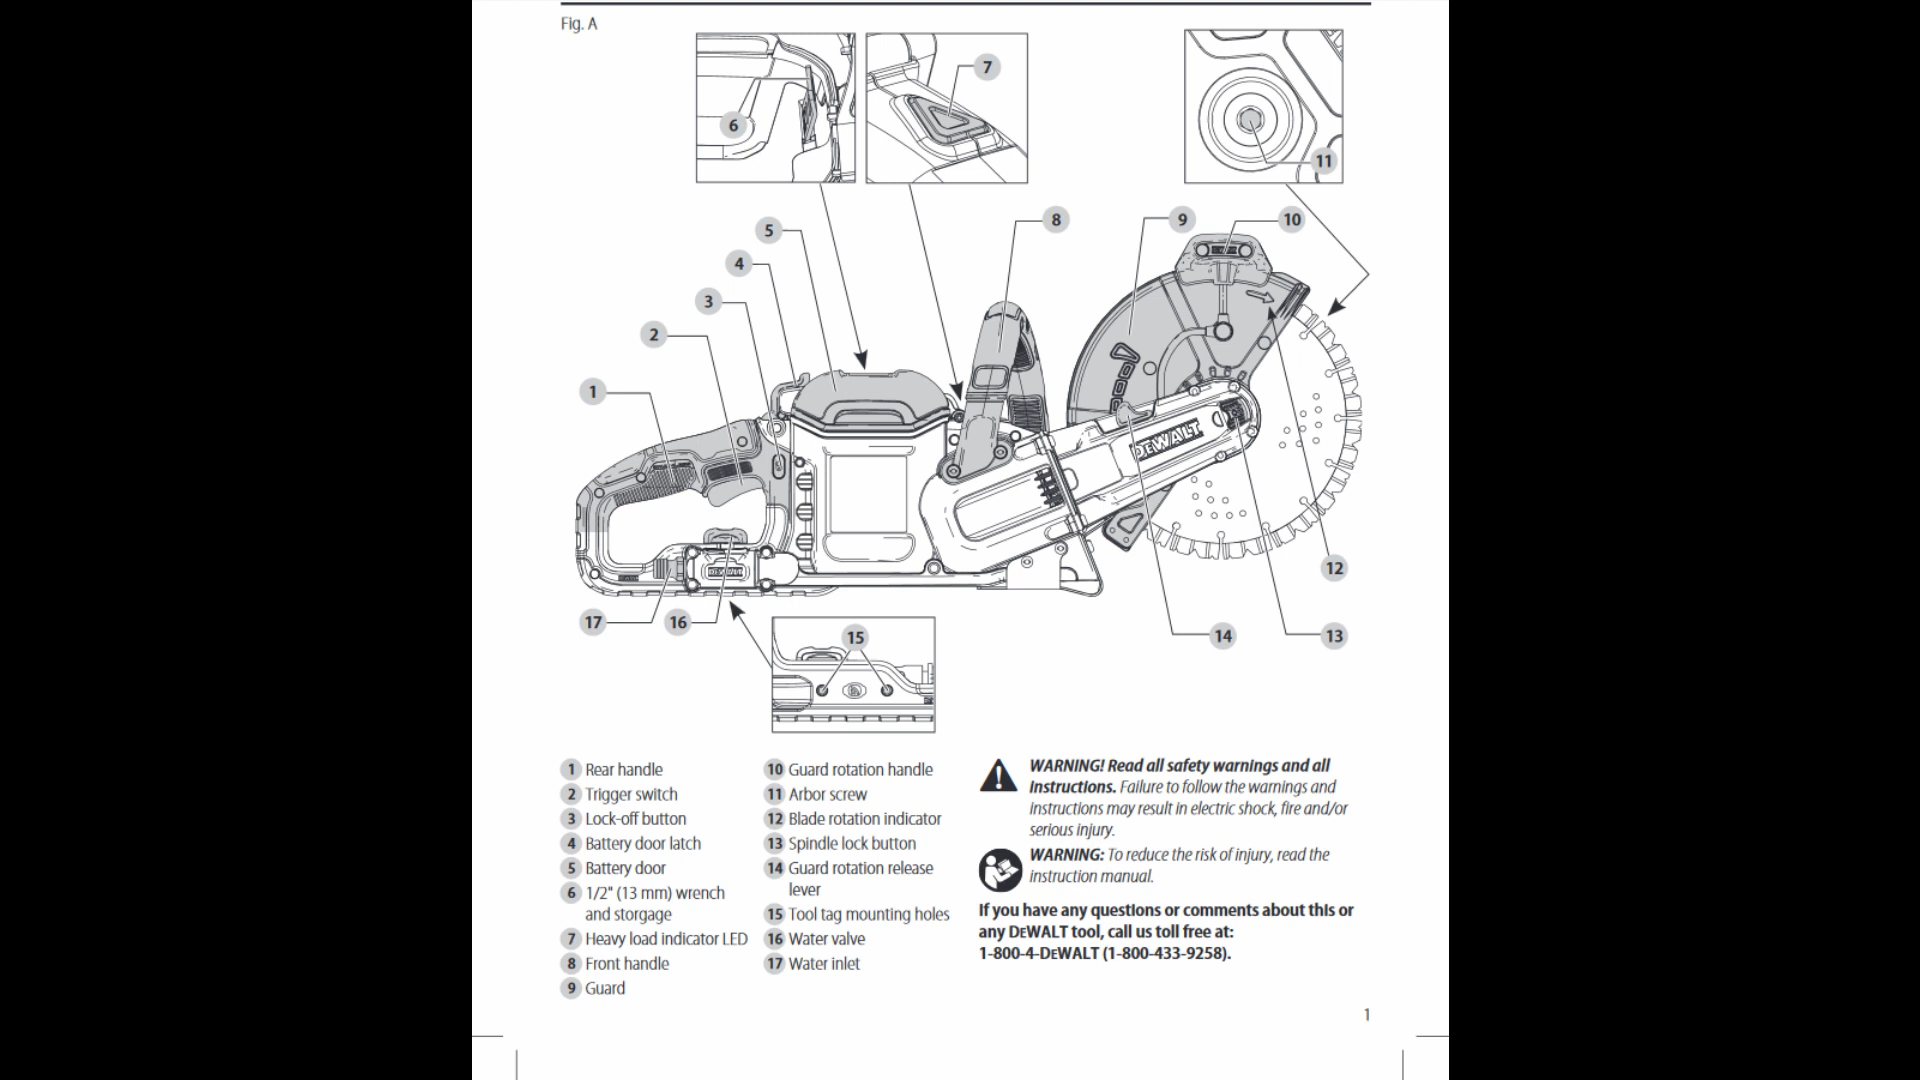 Fig. A
6
7
11
5
8
9
10
4
3
2
1
DEWALT
DEWALT
12
17
16
15
14
13
1 Rear handle
2 Trigger switch
3 Lock-off button
4 Battery door latch
5 Battery door
6 1/2" (13 mm) wrench
and storgage
7 Heavy load indicator LED
8 Front handle
9 Guard
10 Guard rotation handle
11 Arbor screw
12 Blade rotation indicator
13 Spindle lock button
14 Guard rotation release
lever
15 Tool tag mounting holes
16 Water valve
17 Water inlet
WARNING! Read all safety warnings and all
instructions. Failure to follow the warnings and
instructions may result in electric shock, fire and/or
serious injury.
WARNING: To reduce the risk of injury, read the
instruction manual.
If you have any questions or comments about this or
any DEWALT tool, call us toll free at:
1-800-4-DEWALT (1-800-433-9258).
1